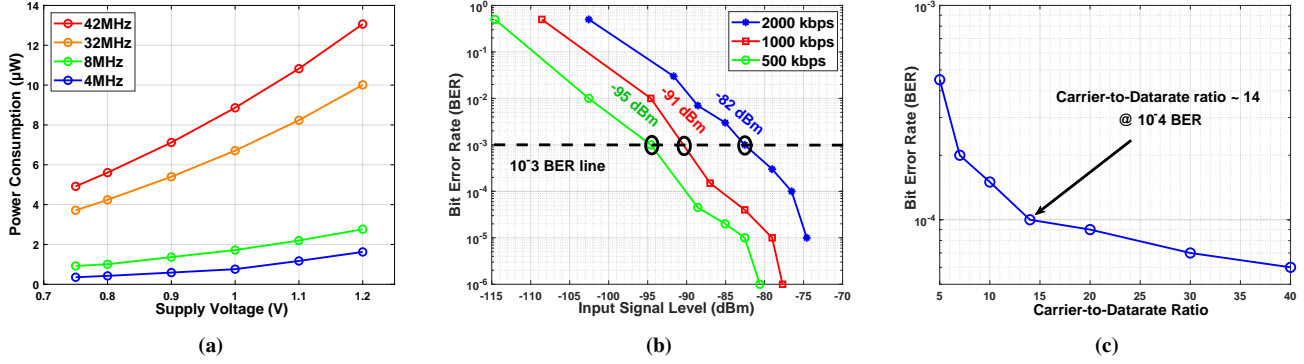 14
12
10
8
6
4
2
0
Power Consumption (µW)
42MHz
32MHz
8MHz
4MHz
0.7 0.8 0.9 1 1.1 1.2
Supply Voltage (V)
(a)
10^0
10^-1
10^-2
10^-3
10^-4
10^-5
10^-6
Bit Error Rate (BER)
2000 kbps
1000 kbps
500 kbps
-95 dBm
-91 dBm
-82 dBm
10^-3 BER line
-115 -110 -105 -100 -95 -90 -85 -80 -75 -70
Input Signal Level (dBm)
(b)
10^-3
10^-4
Bit Error Rate (BER)
Carrier-to-Datarate ratio ~ 14
@ 10^-4 BER
5 10 15 20 25 30 35 40
Carrier-to-Datarate Ratio
(c)